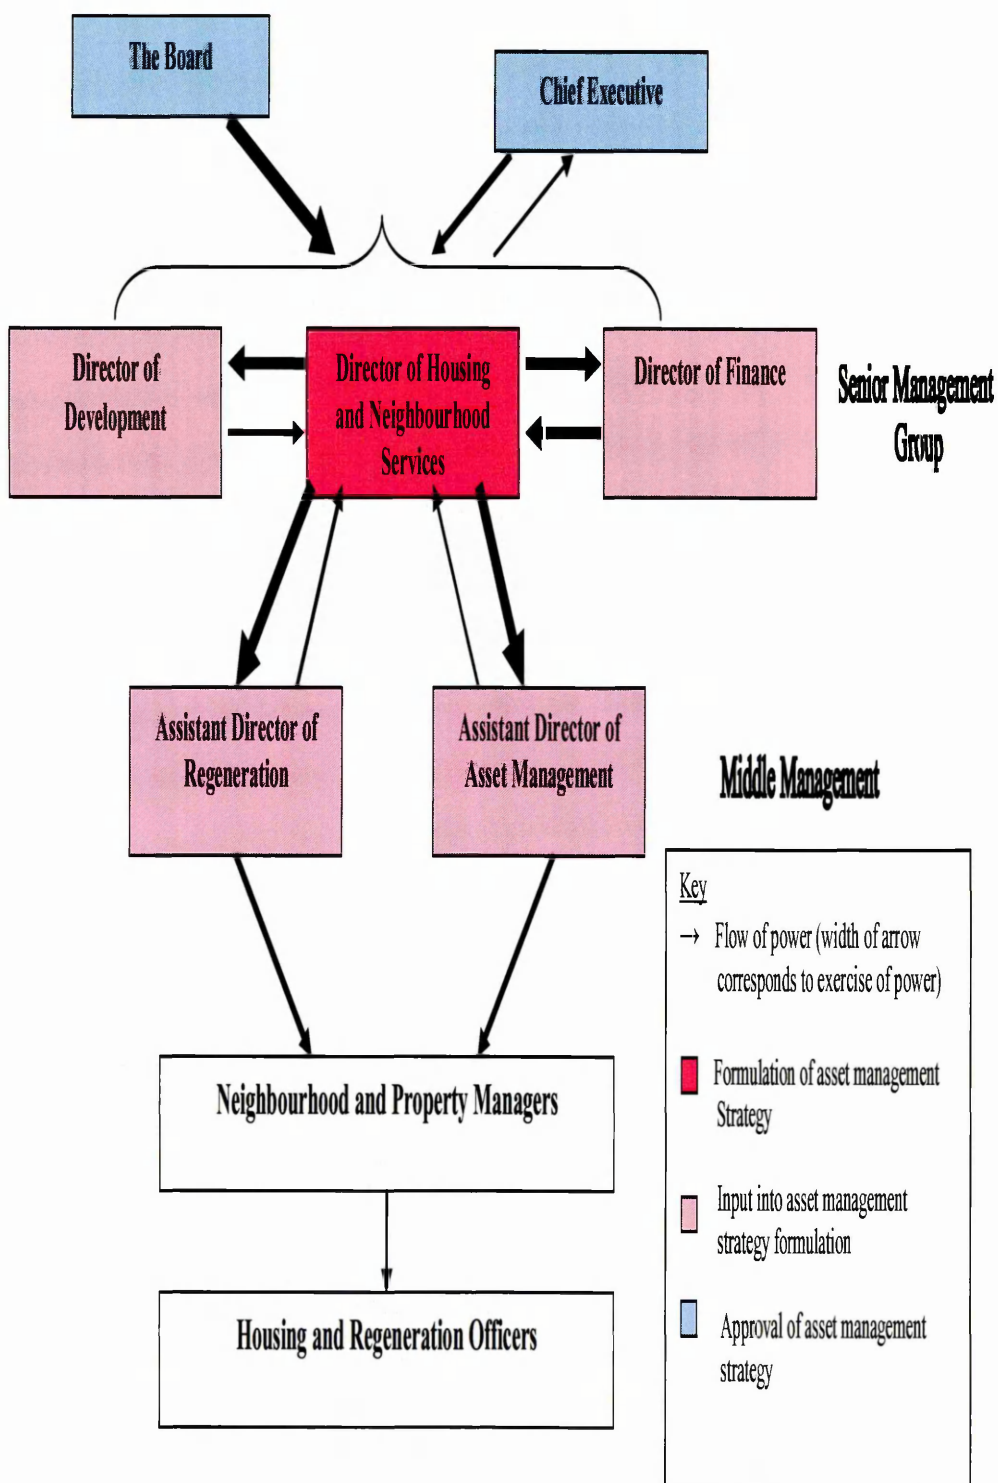 The Board
Chief Executive
Director of
Development
Director of Housing
and Neighbourhood
Services
Director of Finance
Senior Management
Group
Assistant Director of
Regeneration
Assistant Director of
Asset Management
Middle Management
Key
→ Flow of power (width of arrow
corresponds to exercise of power)
Formulation of asset management
Strategy
Input into asset management
strategy formulation
Approval of asset management
strategy
Neighbourhood and Property Managers
Housing and Regeneration Officers